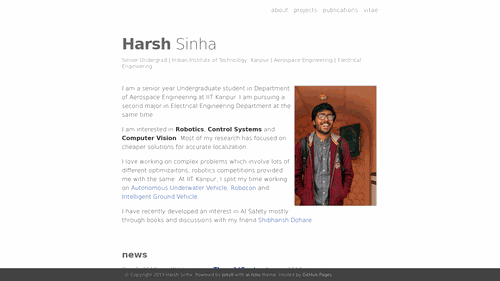 about projects publications vitae
Harsh Sinha
Senior Undergrad | Indian Institute of Technology, Kanpur | Aerospace Engineering | Electrical
Engineering
I am a senior year Undergraduate student in Department
of Aerospace Engineering at IIT Kanpur. I am pursuing a
second major in Electrical Engineering Department at the
same time.
I am interested in Robotics, Control Systems and
Computer Vision. Most of my research has focused on
cheaper solutions for accurate localization.
I love working on complex problems which involve lots of
different optimizations, robotics competitions provided
me with the same. At IIT Kanpur, I split my time working
on Autonomous Underwater Vehicle, Robocon and
Intelligent Ground Vehicle.
I have recently developed an interest in AI Safety mostly
through books and discussions with my friend Shibhansh Dohare.
news
© Copyright 2019 Harsh Sinha. Powered by Jekyll with al-folio theme. Hosted by GitHub Pages.